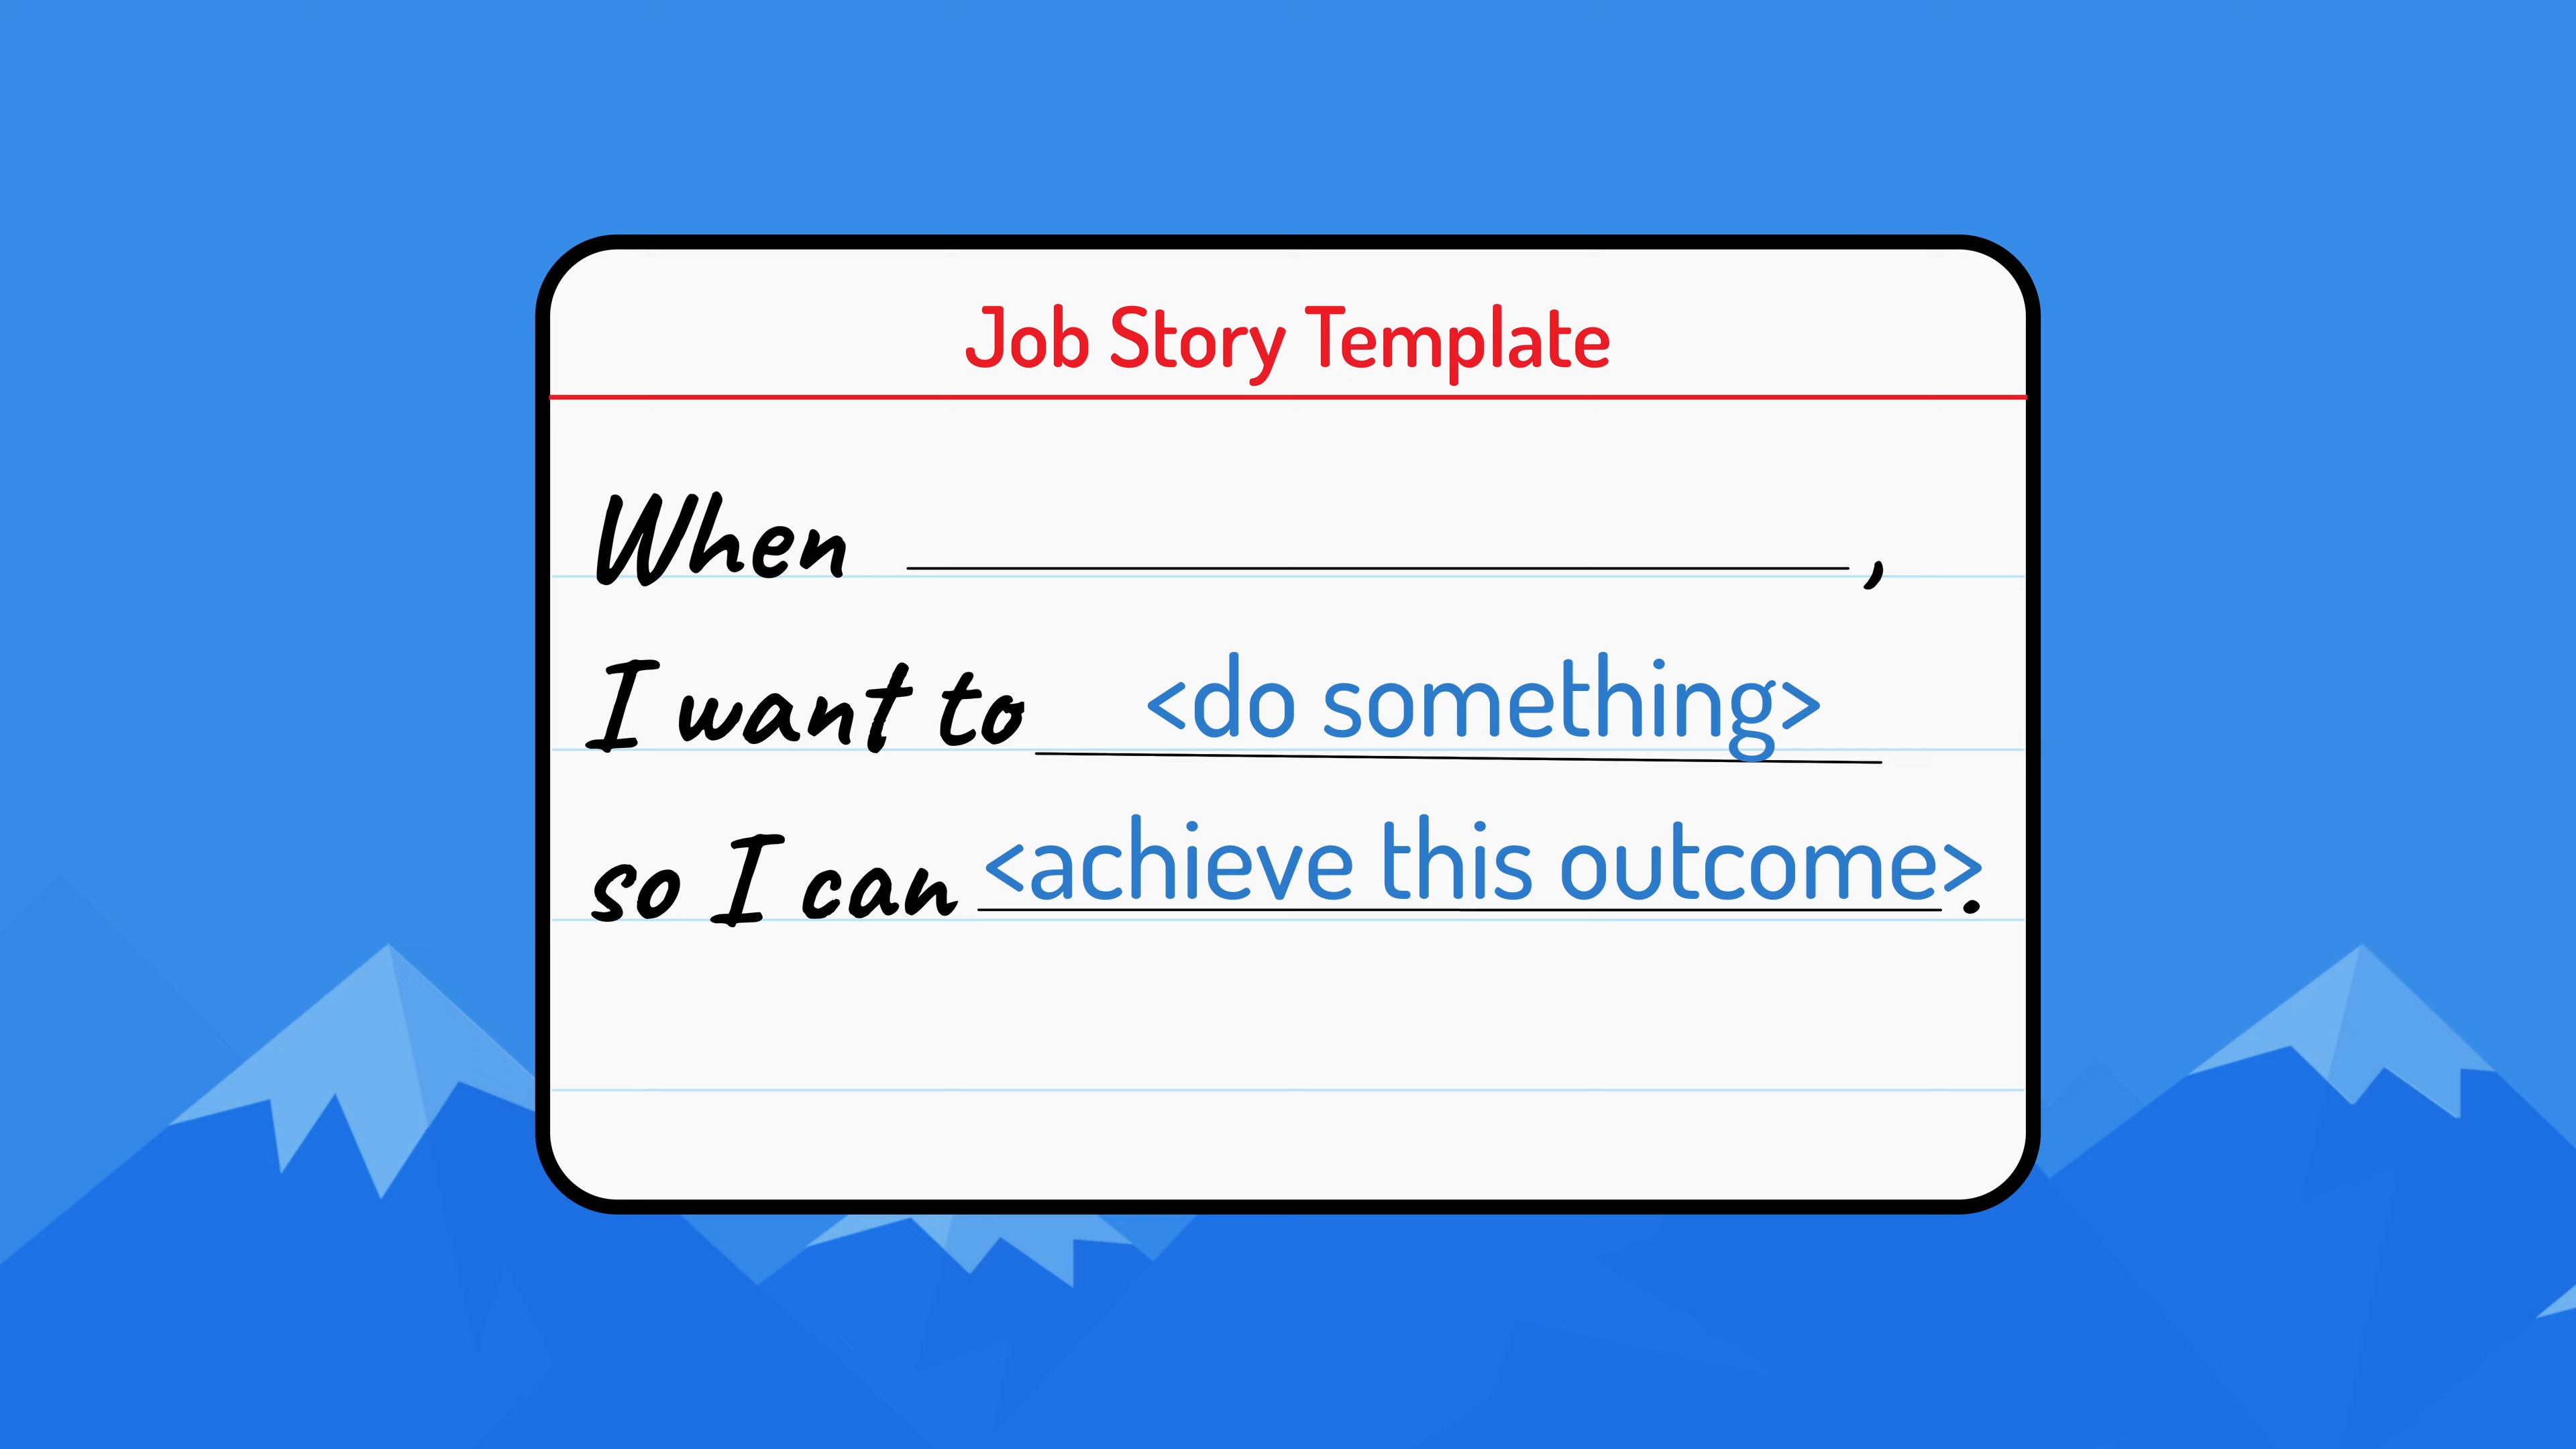 Job Story Template
When ,
I want to <do something>
so I can <achieve this outcome>.